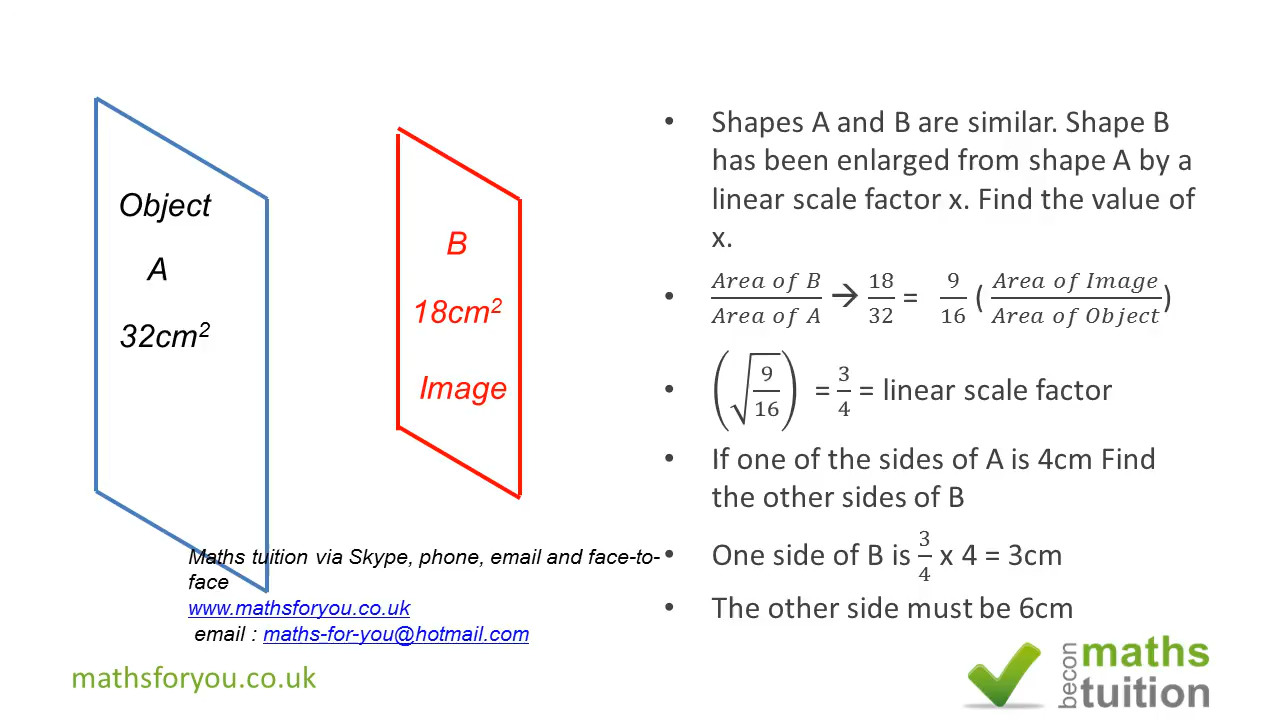 Object
A
32cm²
B
18cm²
Image
• Shapes A and B are similar. Shape B
has been enlarged from shape A by a
linear scale factor x. Find the value of
x.
• Area of B / Area of A → 18/32 = 9/16 ( Area of Image / Area of Object )
• (√(9/16)) = 3/4 = linear scale factor
• If one of the sides of A is 4cm Find
the other sides of B
• One side of B is 3/4 x 4 = 3cm
• The other side must be 6cm
Maths tuition via Skype, phone, email and face-to-
face
www.mathsforyou.co.uk
email : maths-for-you@hotmail.com
mathsforyou.co.uk
becon
maths
tuition